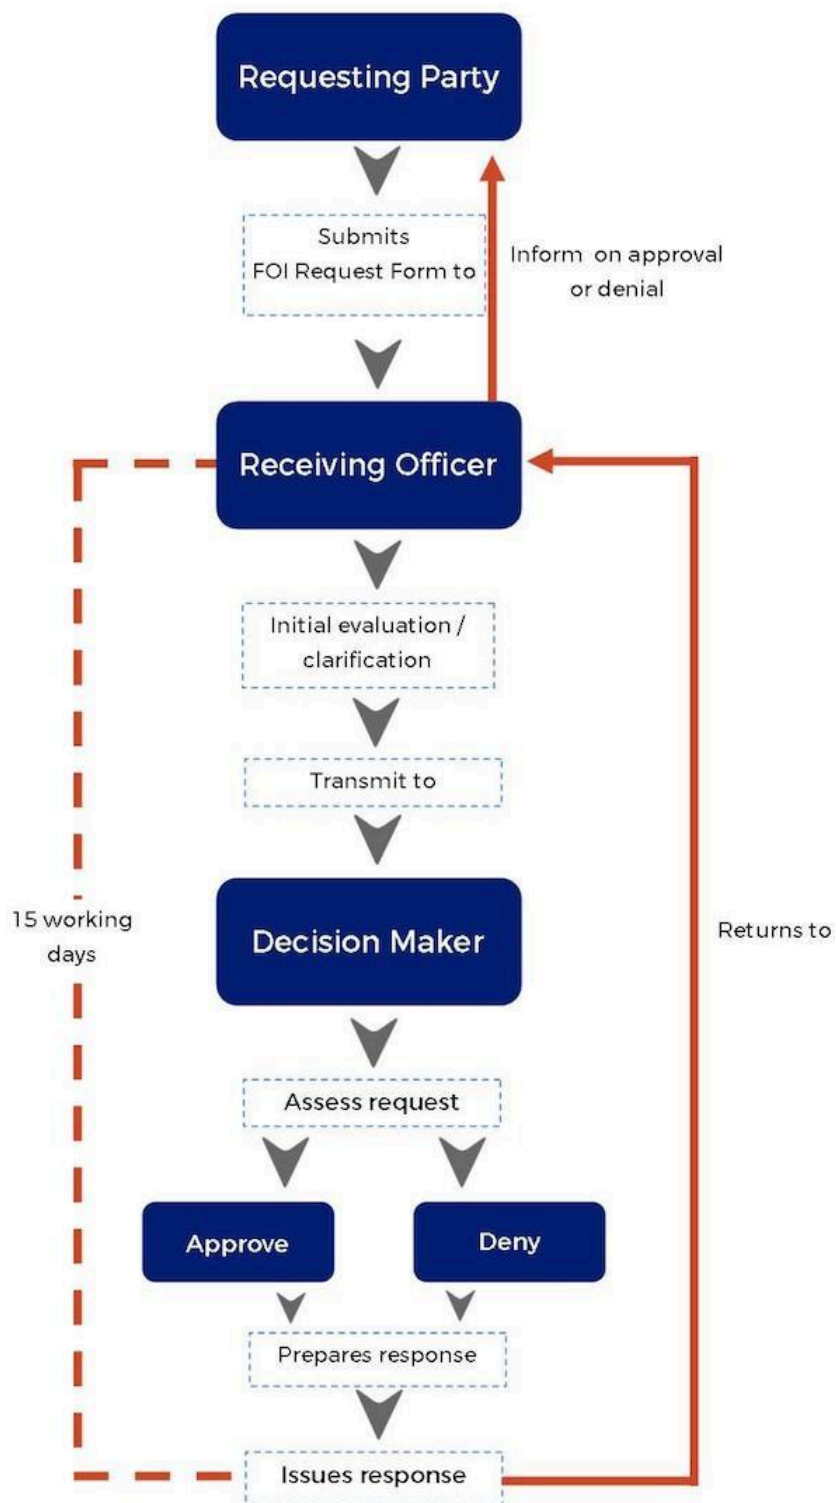 Requesting Party
Submits
FOI Request Form to
Inform on approval
or denial
Receiving Officer
Initial evaluation /
clarification
Transmit to
15 working
days
Decision Maker
Returns to
Assess request
Approve
Deny
Prepares response
Issues response